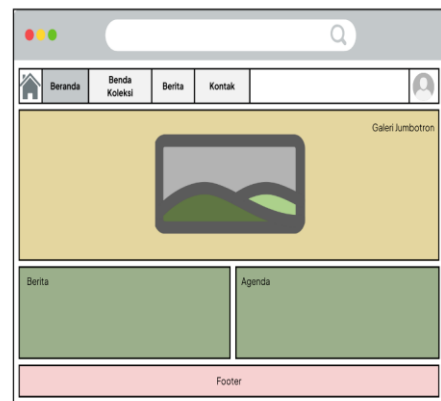 Beranda
Benda
Koleksi
Berita
Kontak
Galeri Jumbotron
Berita
Agenda
Footer